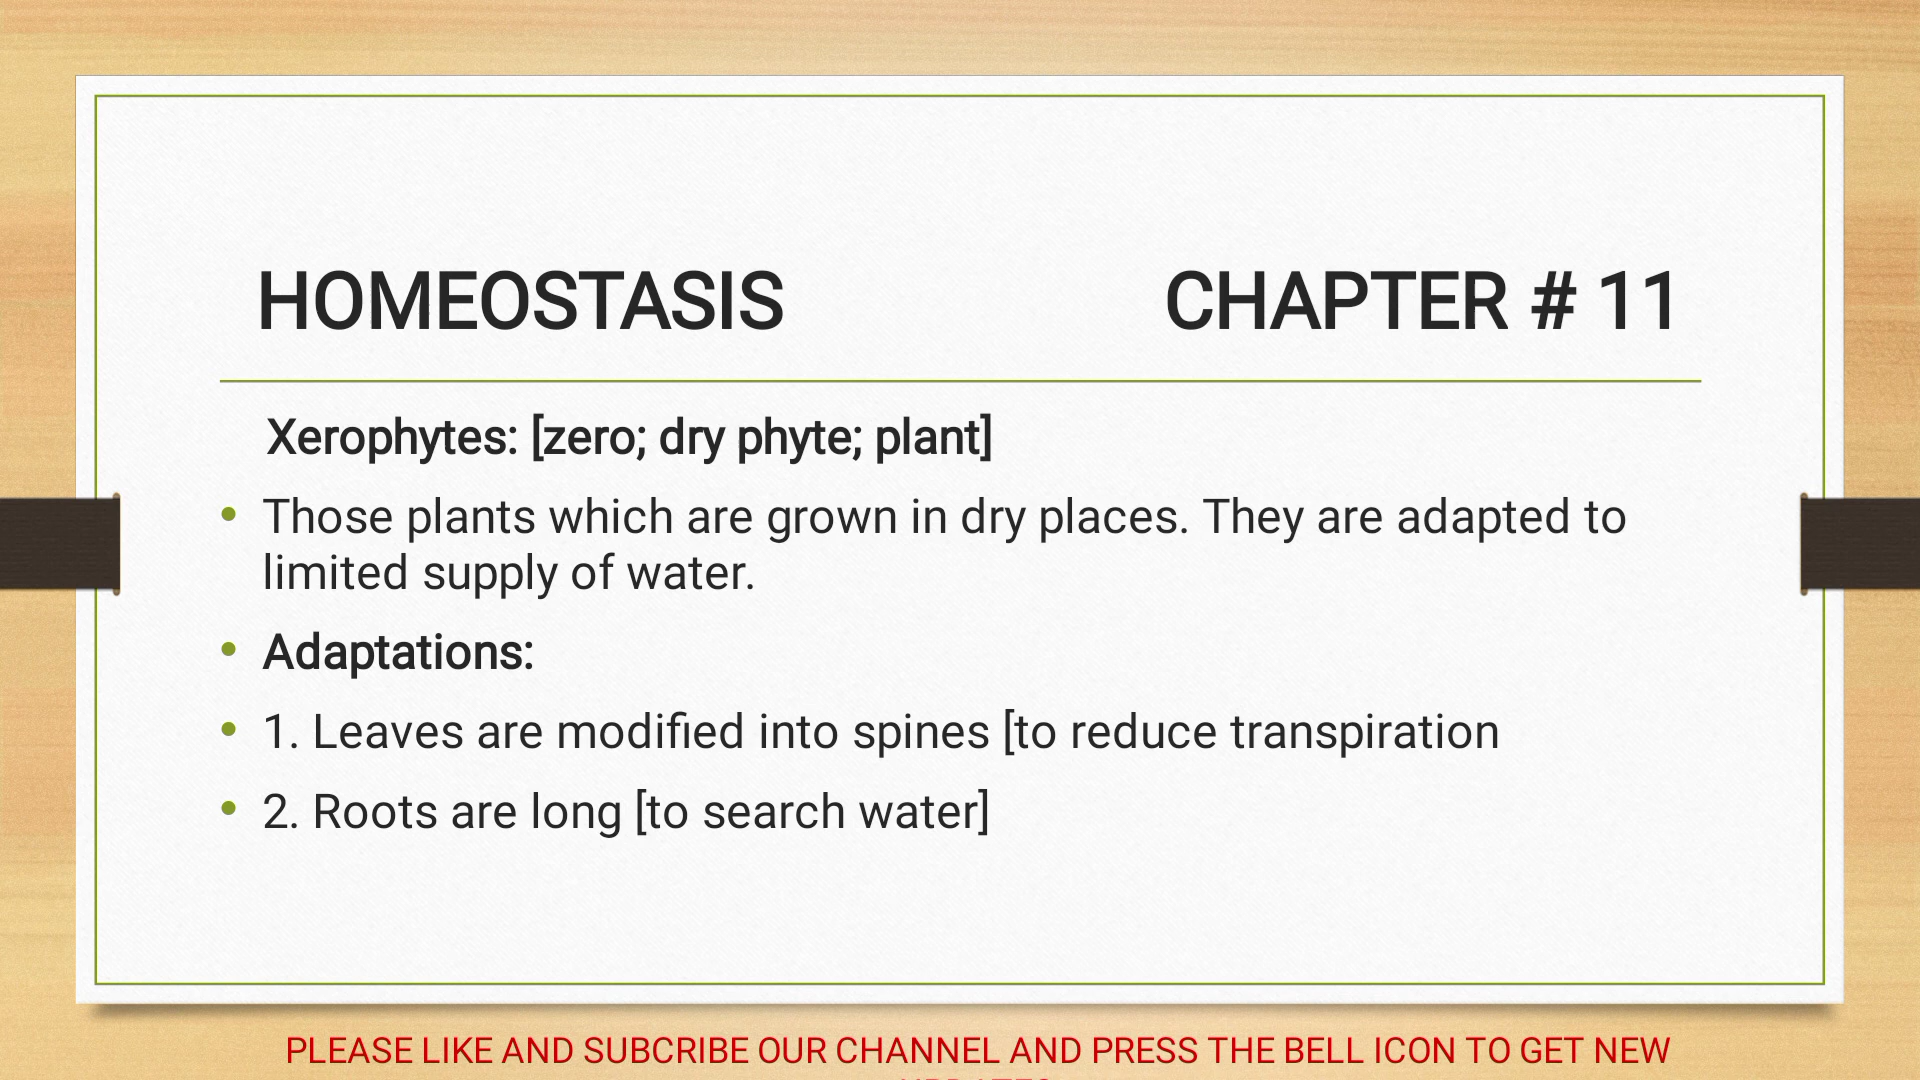 HOMEOSTASIS CHAPTER # 11
Xerophytes: [zero; dry phyte; plant]
• Those plants which are grown in dry places. They are adapted to
limited supply of water.
• Adaptations:
• 1. Leaves are modified into spines [to reduce transpiration
• 2. Roots are long [to search water]
PLEASE LIKE AND SUBCRIBE OUR CHANNEL AND PRESS THE BELL ICON TO GET NEW